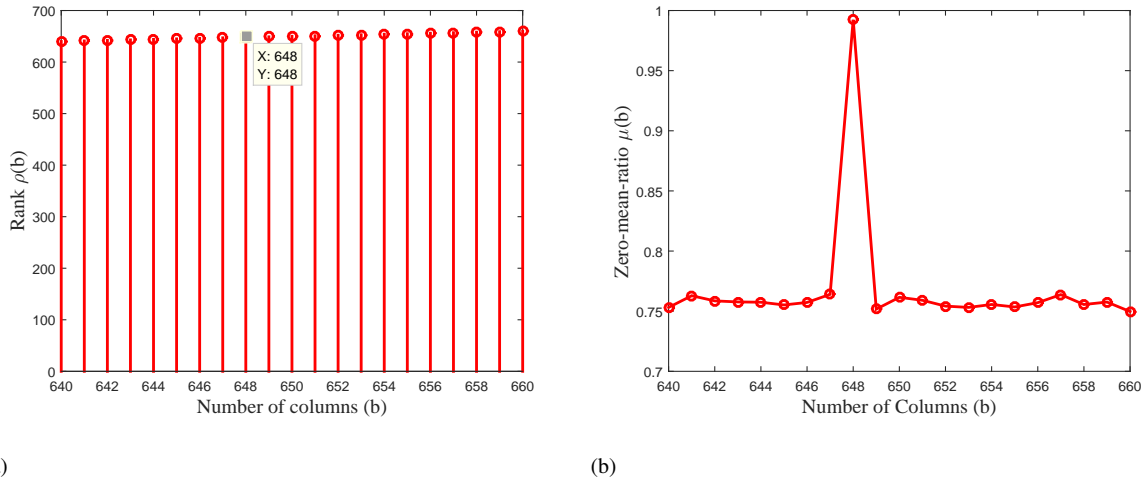 700
600
500
400
300
200
100
0
Rank ρ(b)
X: 648
Y: 648
640 642 644 646 648 650 652 654 656 658 660
Number of columns (b)
1
0.95
0.9
0.85
0.8
0.75
0.7
Zero-mean-ratio μ(b)
640 642 644 646 648 650 652 654 656 658 660
Number of Columns (b)
)
(b)